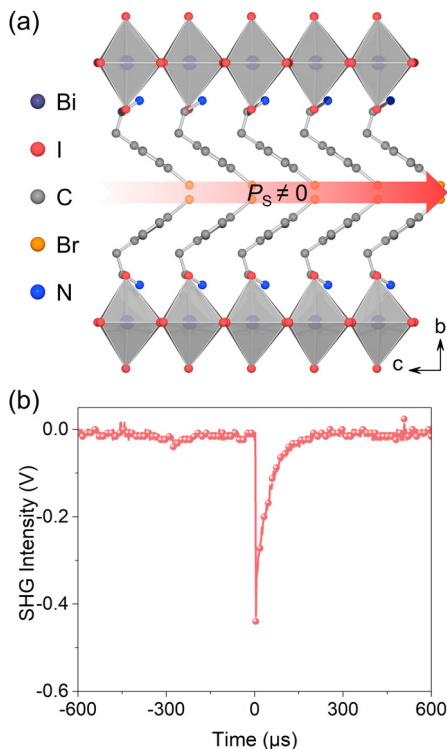 (a)
Bi
I
C
Br
N
P_S ≠ 0
b
c
(b)
SHG Intensity (V)
0.0
-0.2
-0.4
-0.6
-600 -300 0 300 600
Time (μs)